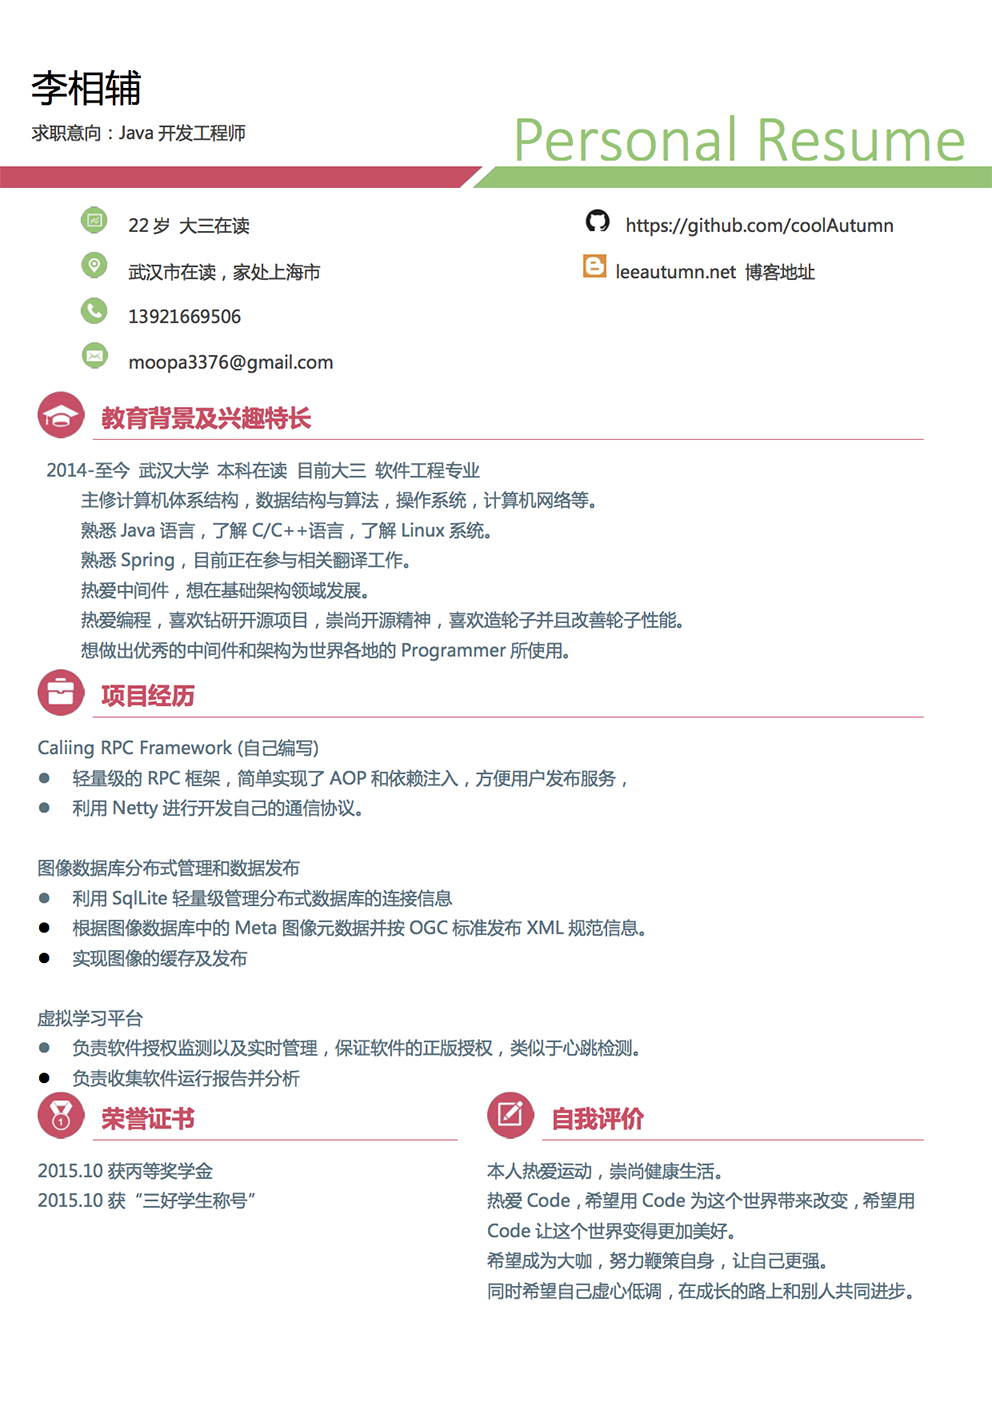 李相辅
求职意向：Java 开发工程师
Personal Resume
22 岁  大三在读
武汉市在读，家处上海市
13921669506
moopa3376@gmail.com
https://github.com/coolAutumn
leeautumn.net  博客地址
教育背景及兴趣特长
2014-至今  武汉大学  本科在读  目前大三  软件工程专业
主修计算机体系结构，数据结构与算法，操作系统，计算机网络等。
熟悉 Java 语言，了解 C/C++语言，了解 Linux 系统。
熟悉 Spring，目前正在参与相关翻译工作。
热爱中间件，想在基础架构领域发展。
热爱编程，喜欢钻研开源项目，崇尚开源精神，喜欢造轮子并且改善轮子性能。
想做出优秀的中间件和架构为世界各地的 Programmer 所使用。
项目经历
Caliing RPC Framework (自己编写)
● 轻量级的 RPC 框架，简单实现了 AOP 和依赖注入，方便用户发布服务，
● 利用 Netty 进行开发自己的通信协议。
图像数据库分布式管理和数据发布
● 利用 SqlLite 轻量级管理分布式数据库的连接信息
● 根据图像数据库中的 Meta 图像元数据并按 OGC 标准发布 XML 规范信息。
● 实现图像的缓存及发布
虚拟学习平台
● 负责软件授权监测以及实时管理，保证软件的正版授权，类似于心跳检测。
● 负责收集软件运行报告并分析
荣誉证书
2015.10 获丙等奖学金
2015.10 获“三好学生称号”
自我评价
本人热爱运动，崇尚健康生活。
热爱 Code，希望用 Code 为这个世界带来改变，希望用
Code 让这个世界变得更加美好。
希望成为大咖，努力鞭策自身，让自己更强。
同时希望自己虚心低调，在成长的路上和别人共同进步。